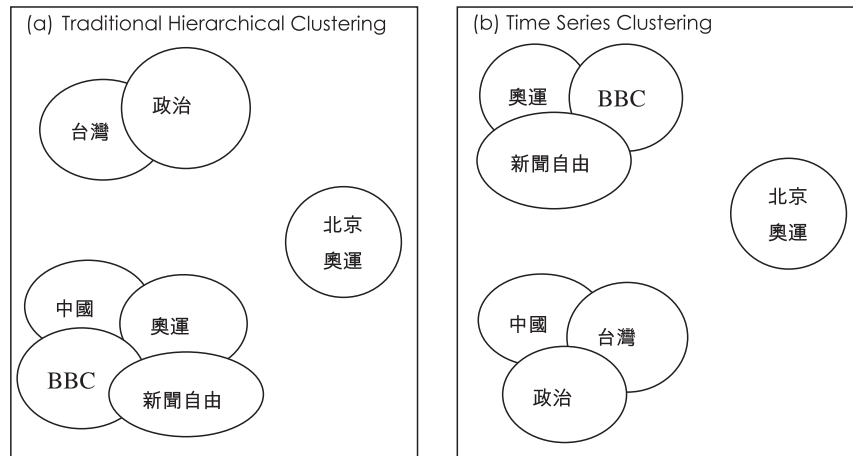 (a) Traditional Hierarchical Clustering
政治
台灣
北京
奧運
中國
奧運
BBC
新聞自由
(b) Time Series Clustering
奧運
BBC
新聞自由
北京
奧運
中國
台灣
政治